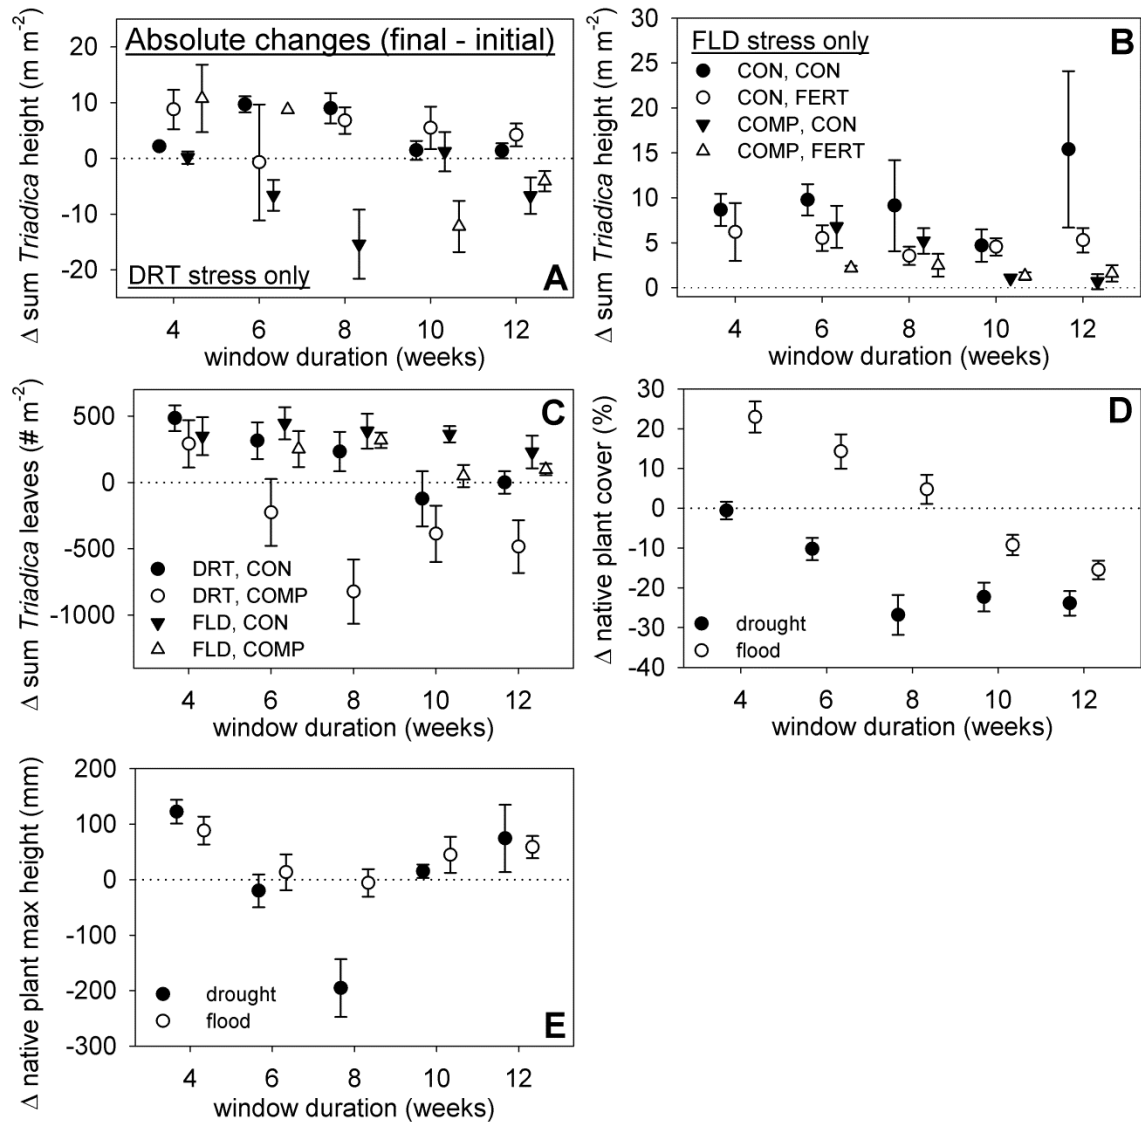 Absolute changes (final - initial)
Δ sum Triadica height (m m⁻²)
20
10
0
-10
-20
DRT stress only
A
4 6 8 10 12
window duration (weeks)
FLD stress only
B
CON, CON
CON, FERT
COMP, CON
COMP, FERT
Δ sum Triadica height (m m⁻²)
30
25
20
15
10
5
0
4 6 8 10 12
window duration (weeks)
C
Δ sum Triadica leaves (# m⁻²)
500
0
-500
-1000
DRT, CON
DRT, COMP
FLD, CON
FLD, COMP
4 6 8 10 12
window duration (weeks)
D
Δ native plant cover (%)
30
20
10
0
-10
-20
-30
-40
drought
flood
4 6 8 10 12
window duration (weeks)
Δ native plant max height (mm)
200
100
0
-100
-200
-300
drought
flood
E
4 6 8 10 12
window duration (weeks)